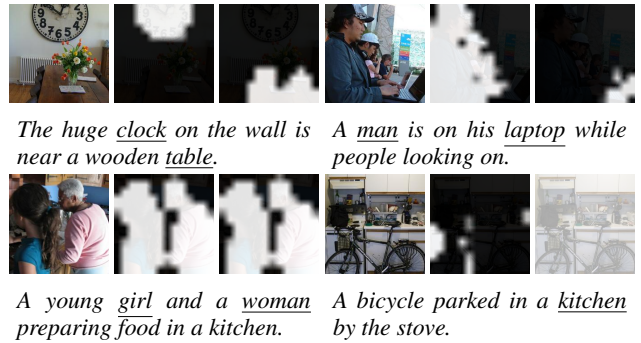 The huge clock on the wall is
near a wooden table.
A man is on his laptop while
people looking on.
A young girl and a woman
preparing food in a kitchen.
A bicycle parked in a kitchen
by the stove.